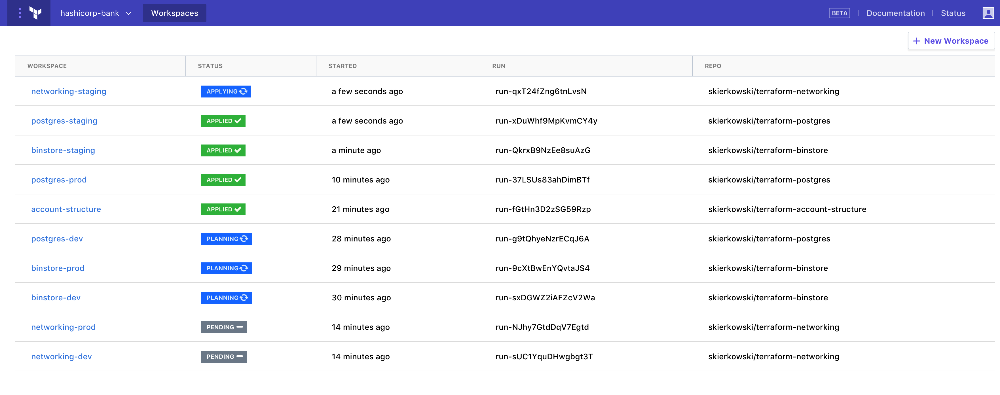 hashicorp-bank Workspaces BETA Documentation Status
+ New Workspace
WORKSPACE STATUS STARTED RUN REPO
networking-staging APPLYING a few seconds ago run-qxT24fZng6tnLvsN skierkowski/terraform-networking
postgres-staging APPLIED a few seconds ago run-xDuWhf9MpKvmCY4y skierkowski/terraform-postgres
binstore-staging APPLIED a minute ago run-QkrxB9NzEe8suAzG skierkowski/terraform-binstore
postgres-prod APPLIED 10 minutes ago run-37LSUs83ahDimBTf skierkowski/terraform-postgres
account-structure APPLIED 21 minutes ago run-fGtHn3D2zSG59Rzp skierkowski/terraform-account-structure
postgres-dev PLANNING 28 minutes ago run-g9tQhyeNzrECqJ6A skierkowski/terraform-postgres
binstore-prod PLANNING 29 minutes ago run-9cXtBwEnYQvtaJS4 skierkowski/terraform-binstore
binstore-dev PLANNING 30 minutes ago run-sxDGWZ2iAFZcV2Wa skierkowski/terraform-binstore
networking-prod PENDING 14 minutes ago run-NJhy7GtdDqV7Egtd skierkowski/terraform-networking
networking-dev PENDING 14 minutes ago run-sUC1YquDHwgbgt3T skierkowski/terraform-networking